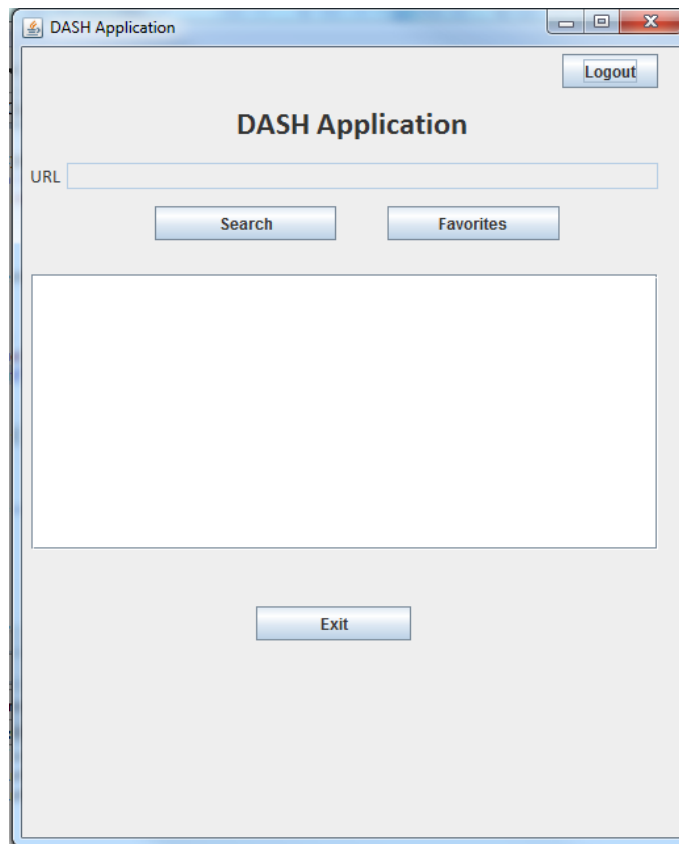 DASH Application
Logout
DASH Application
URL
Search Favorites
Exit